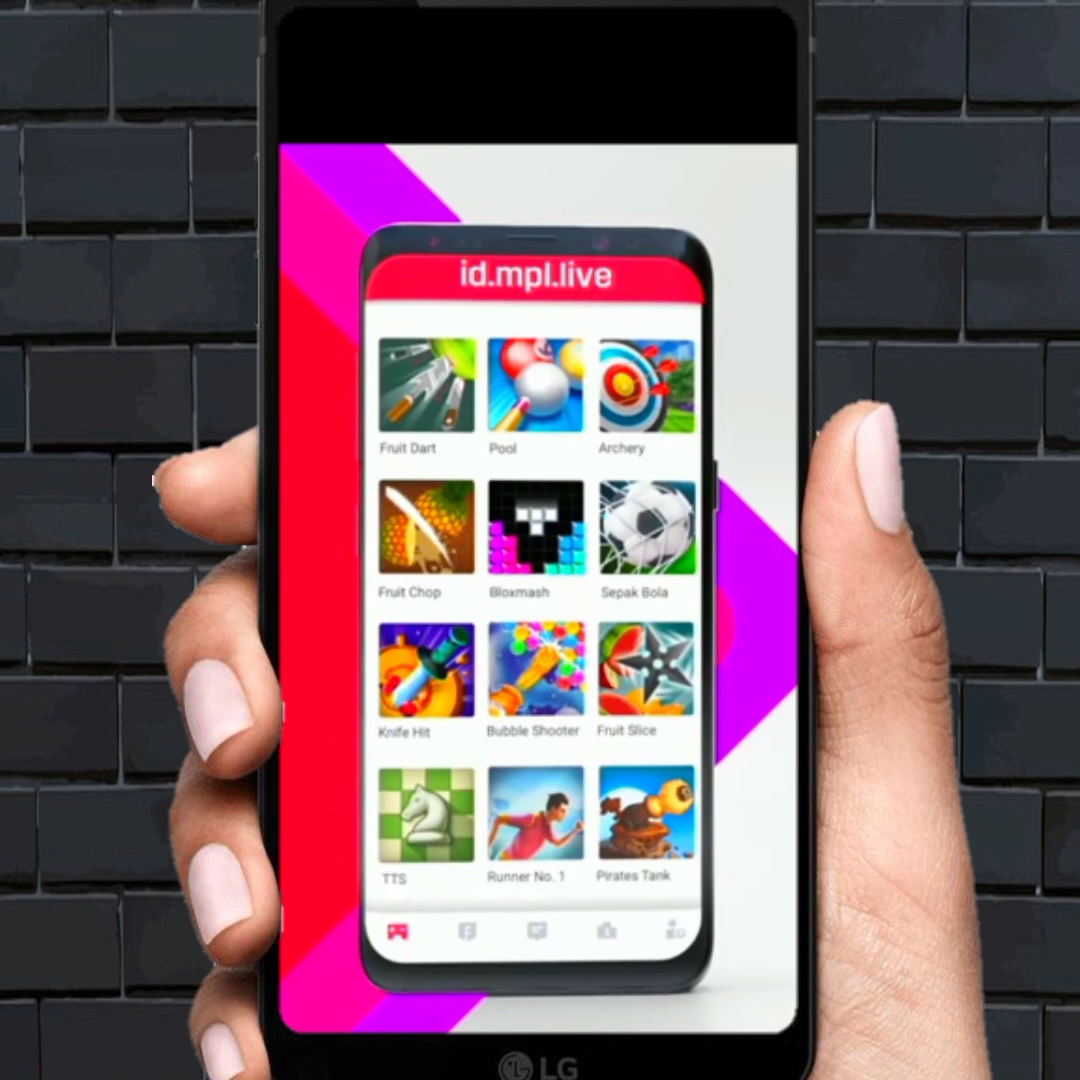 id.mpl.live
Fruit Dart
Pool
Archery
Fruit Chop
Bloxmash
Sepak Bola
Knife Hit
Bubble Shooter
Fruit Slice
TTS
Runner No. 1
Pirates Tank
LG